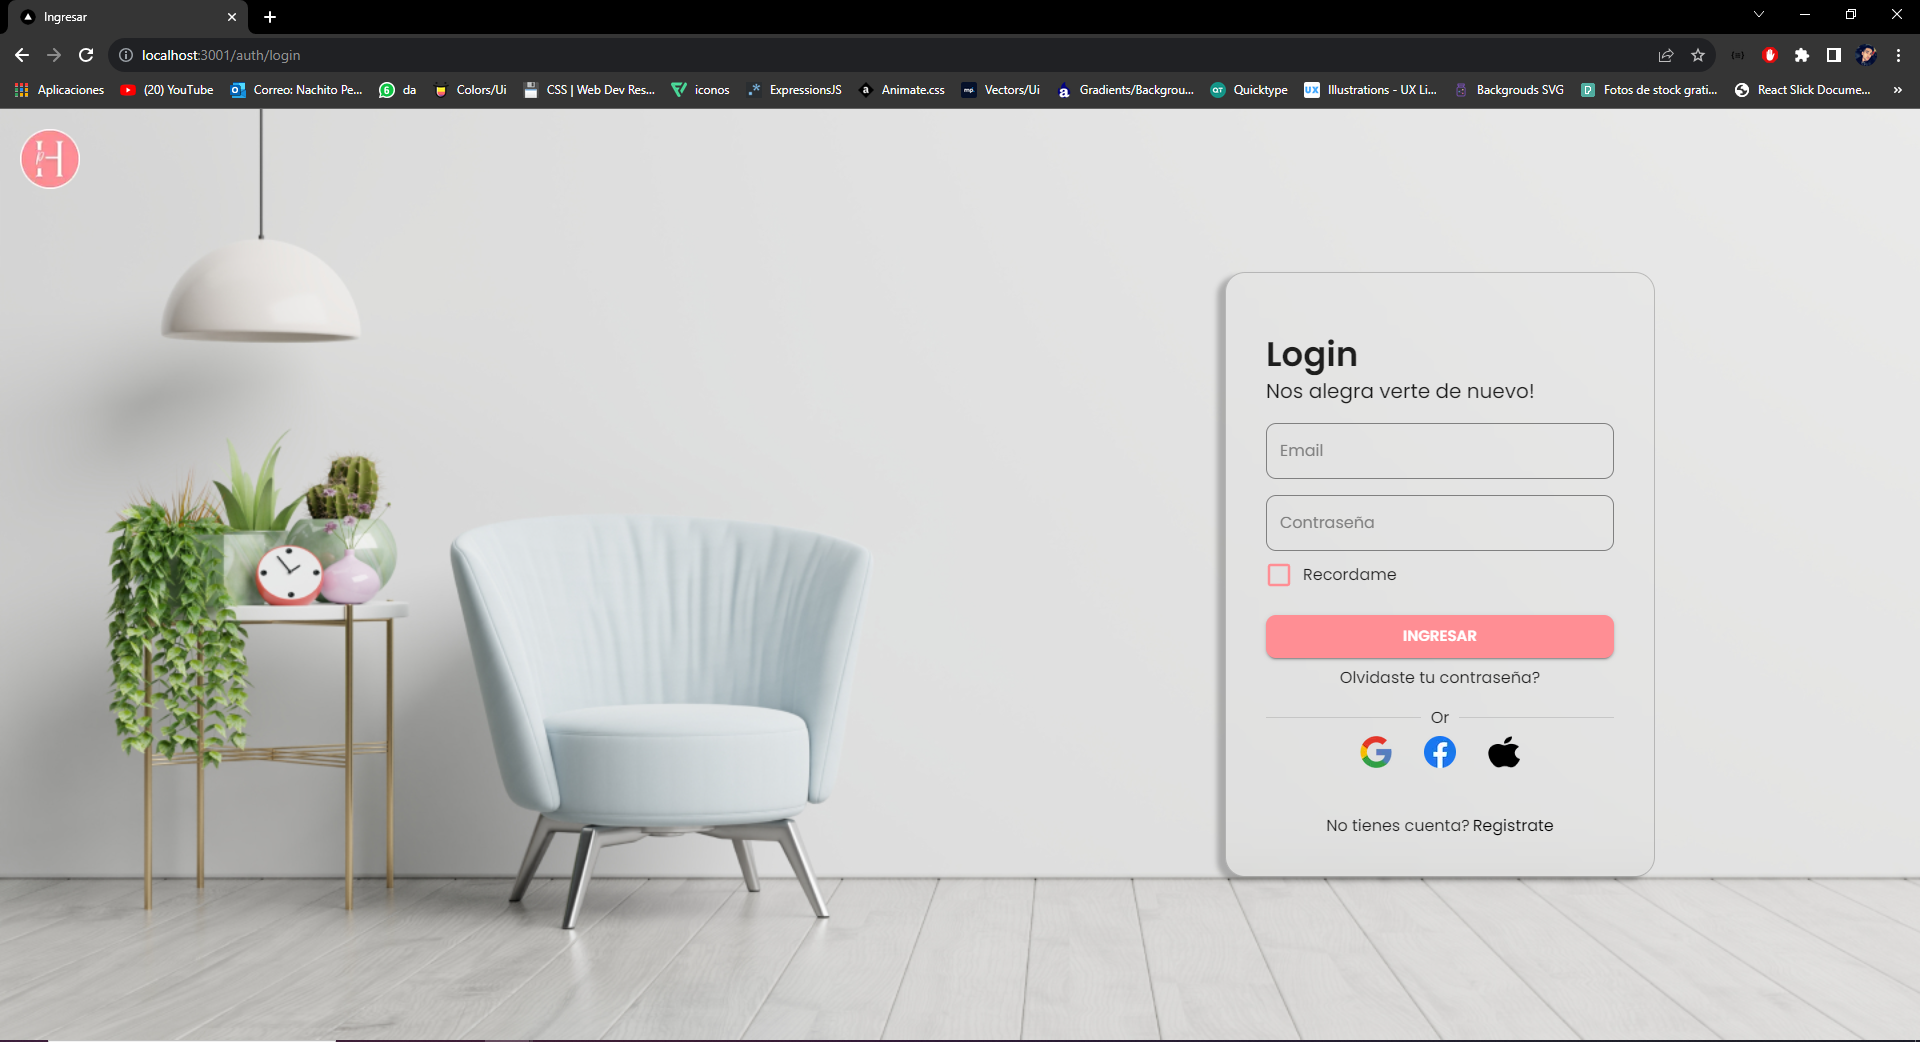 Ingresar
localhost:3001/auth/login
Aplicaciones (20) YouTube Correo: Nachito Pe... da Colors/Ui CSS | Web Dev Res... iconos ExpressionsJS Animate.css Vectors/Ui Gradients/Backgrou... Quicktype Illustrations - UX Li... Backgrouds SVG Fotos de stock grati... React Slick Docume... »
Login
Nos alegra verte de nuevo!
Email
Contraseña
Recordame
INGRESAR
Olvidaste tu contraseña?
Or
No tienes cuenta? Registrate